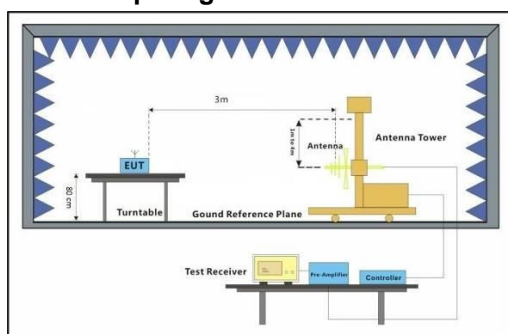 3m
Antenna
1m to 4m
Antenna Tower
EUT
80 cm
Turntable
Gound Reference Plane
Test Receiver
Pre-Amplifier
Controller